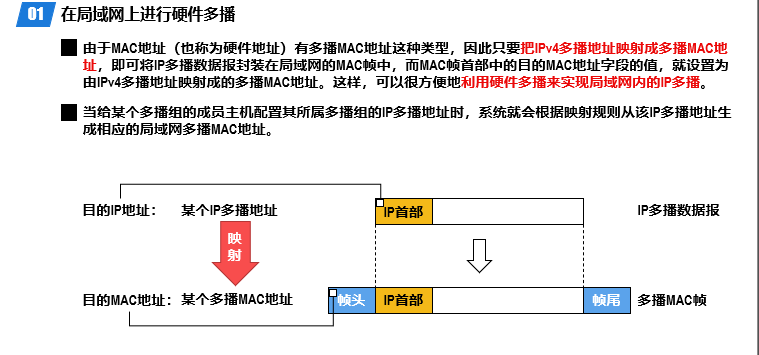 01 在局域网上进行硬件多播
由于MAC地址（也称为硬件地址）有多播MAC地址这种类型，因此只要把IPv4多播地址映射成多播MAC地
址，即可将IP多播数据报封装在局域网的MAC帧中，而MAC帧首部中的目的MAC地址字段的值，就设置为
由IPv4多播地址映射成的多播MAC地址。这样，可以很方便地利用硬件多播来实现局域网内的IP多播。
当给某个多播组的成员主机配置其所属多播组的IP多播地址时，系统就会根据映射规则从该IP多播地址生
成相应的局域网多播MAC地址。
目的IP地址： 某个IP多播地址 IP首部 IP多播数据报
映
射
目的MAC地址： 某个多播MAC地址 帧头 IP首部 帧尾 多播MAC帧